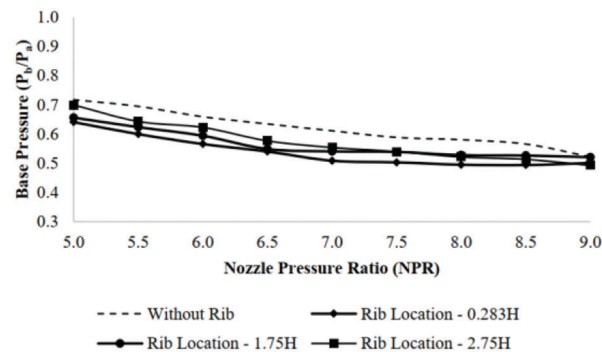 1.0
0.9
0.8
0.7
0.6
0.5
0.4
0.3
Base Pressure (Pb/Pa)
5.0 5.5 6.0 6.5 7.0 7.5 8.0 8.5 9.0
Nozzle Pressure Ratio (NPR)
Without Rib Rib Location - 0.283H
Rib Location - 1.75H Rib Location - 2.75H